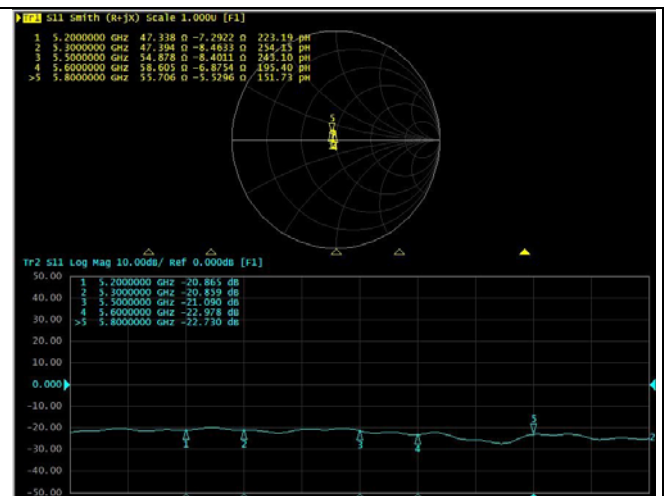 Tr1 S11 Smith (R+jX) Scale 1.000U [F1]
1 5.2000000 GHz 47.338 Ω -7.2922 Ω 223.19 pH
2 5.3000000 GHz 47.394 Ω -8.4633 Ω 254.15 pH
3 5.5000000 GHz 54.878 Ω -8.4011 Ω 243.10 pH
4 5.6000000 GHz 58.605 Ω -6.8754 Ω 195.40 pH
>5 5.8000000 GHz 55.706 Ω -5.5296 Ω 151.73 pH
5
Tr2 S11 Log Mag 10.00dB/ Ref 0.000dB [F1]
50.00
1 5.2000000 GHz -20.865 dB
2 5.3000000 GHz -20.859 dB
40.00
3 5.5000000 GHz -21.090 dB
4 5.6000000 GHz -22.978 dB
30.00
>5 5.8000000 GHz -22.730 dB
20.00
10.00
0.000
-10.00
-20.00
5
1 2 3 4
2
-30.00
-40.00
-50.00